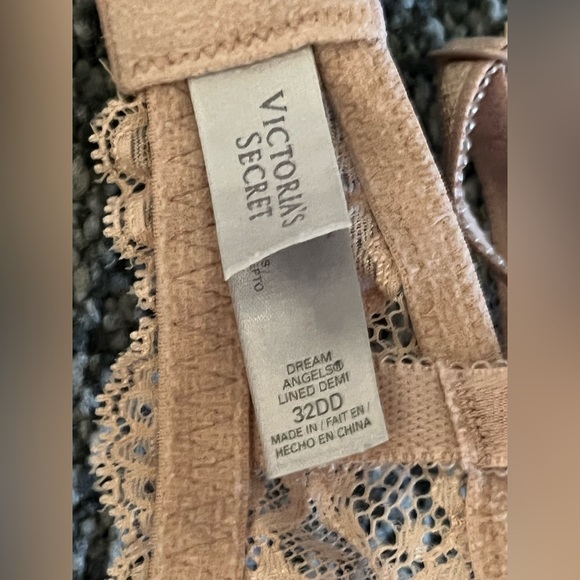 VICTORIA'S
SECRET
DREAM
ANGELS®
LINED DEMI
32DD
MADE IN / FAIT EN /
HECHO EN CHINA